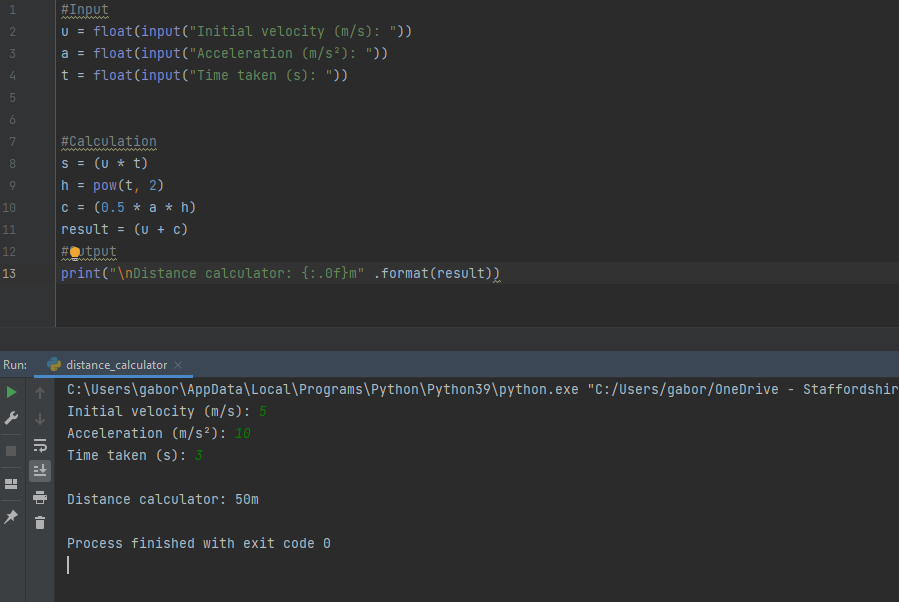 1 #Input
2 u = float(input("Initial velocity (m/s): "))
3 a = float(input("Acceleration (m/s²): "))
4 t = float(input("Time taken (s): "))
5
6
7 #Calculation
8 s = (u * t)
9 h = pow(t, 2)
10 c = (0.5 * a * h)
11 result = (u + c)
12 #Output
13 print("\nDistance calculator: {:.0f}m" .format(result))
Run: distance_calculator
C:\Users\gabor\AppData\Local\Programs\Python\Python39\python.exe "C:/Users/gabor/OneDrive - Staffordshir
Initial velocity (m/s): 5
Acceleration (m/s²): 10
Time taken (s): 3
Distance calculator: 50m
Process finished with exit code 0